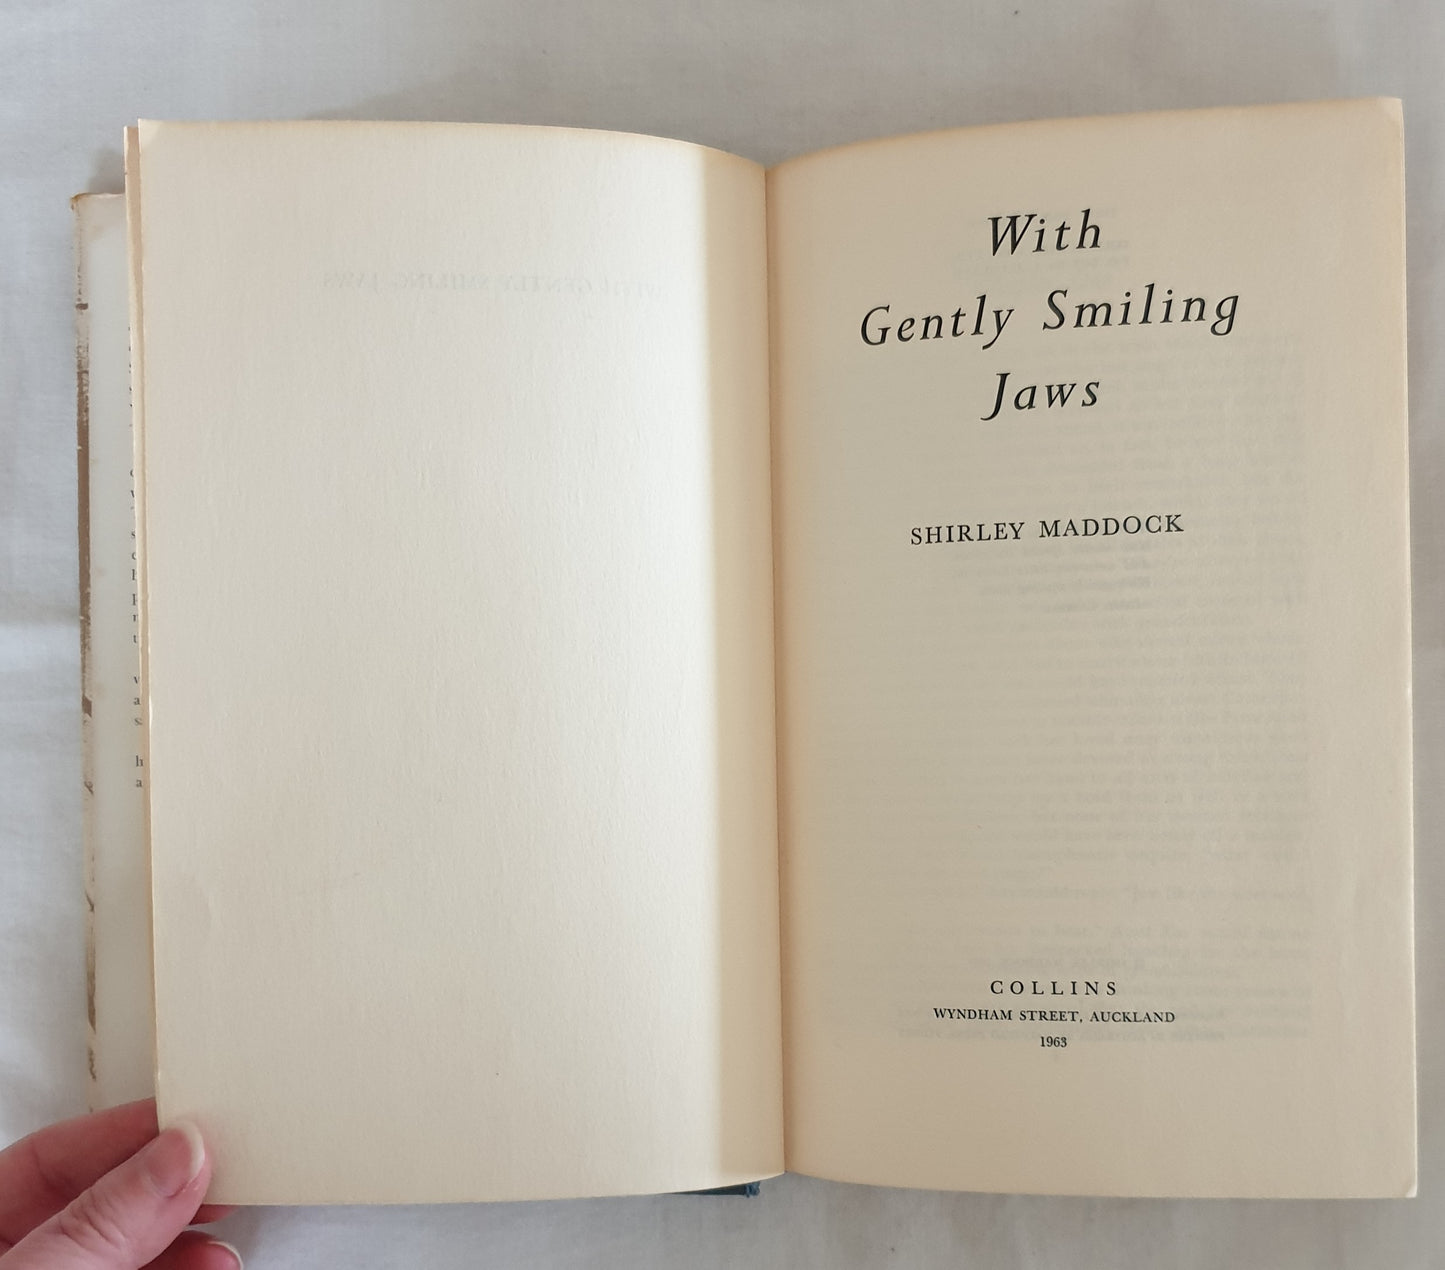 With
Gently Smiling
Jaws
SHIRLEY MADDOCK
COLLINS
WYNDHAM STREET, AUCKLAND
1963